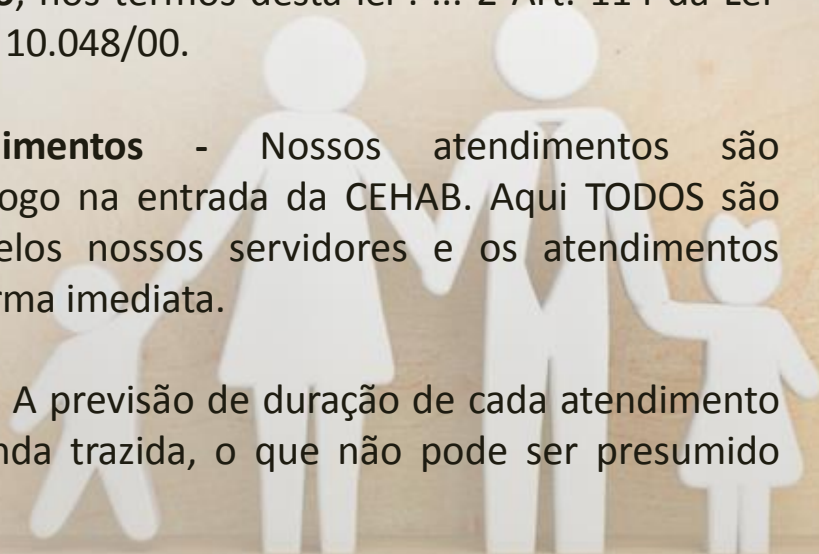 nos termos desta lei". ... 2 Art. 114 da Lei
10.048/00.
imentos - Nossos atendimentos são
ogo na entrada da CEHAB. Aqui TODOS são
elos nossos servidores e os atendimentos
rma imediata.
A previsão de duração de cada atendimento
nda trazida, o que não pode ser presumido